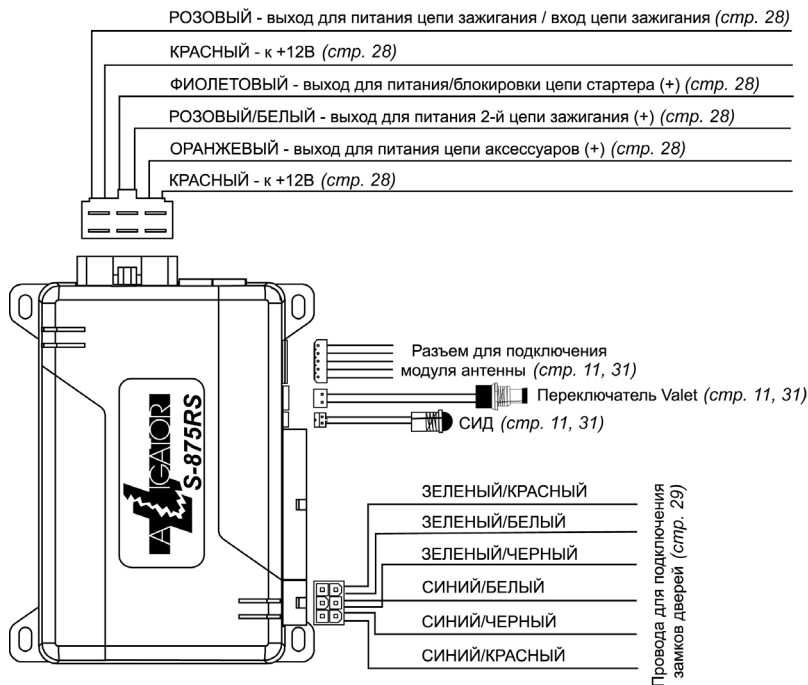 РОЗОВЫЙ - выход для питания цепи зажигания / вход цепи зажигания (стр. 28)
КРАСНЫЙ - к +12В (стр. 28)
ФИОЛЕТОВЫЙ - выход для питания/блокировки цепи стартера (+) (стр. 28)
РОЗОВЫЙ/БЕЛЫЙ - выход для питания 2-й цепи зажигания (+) (стр. 28)
ОРАНЖЕВЫЙ - выход для питания цепи аксессуаров (+) (стр. 28)
КРАСНЫЙ - к +12В (стр. 28)
Разъем для подключения
модуля антенны (стр. 11, 31)
Переключатель Valet (стр. 11, 31)
СИД (стр. 11, 31)
ALLIGATOR
S-875RS
ЗЕЛЕНЫЙ/КРАСНЫЙ
ЗЕЛЕНЫЙ/БЕЛЫЙ
ЗЕЛЕНЫЙ/ЧЕРНЫЙ
СИНИЙ/БЕЛЫЙ
СИНИЙ/ЧЕРНЫЙ
СИНИЙ/КРАСНЫЙ
Провода для подключения
замков дверей (стр. 29)